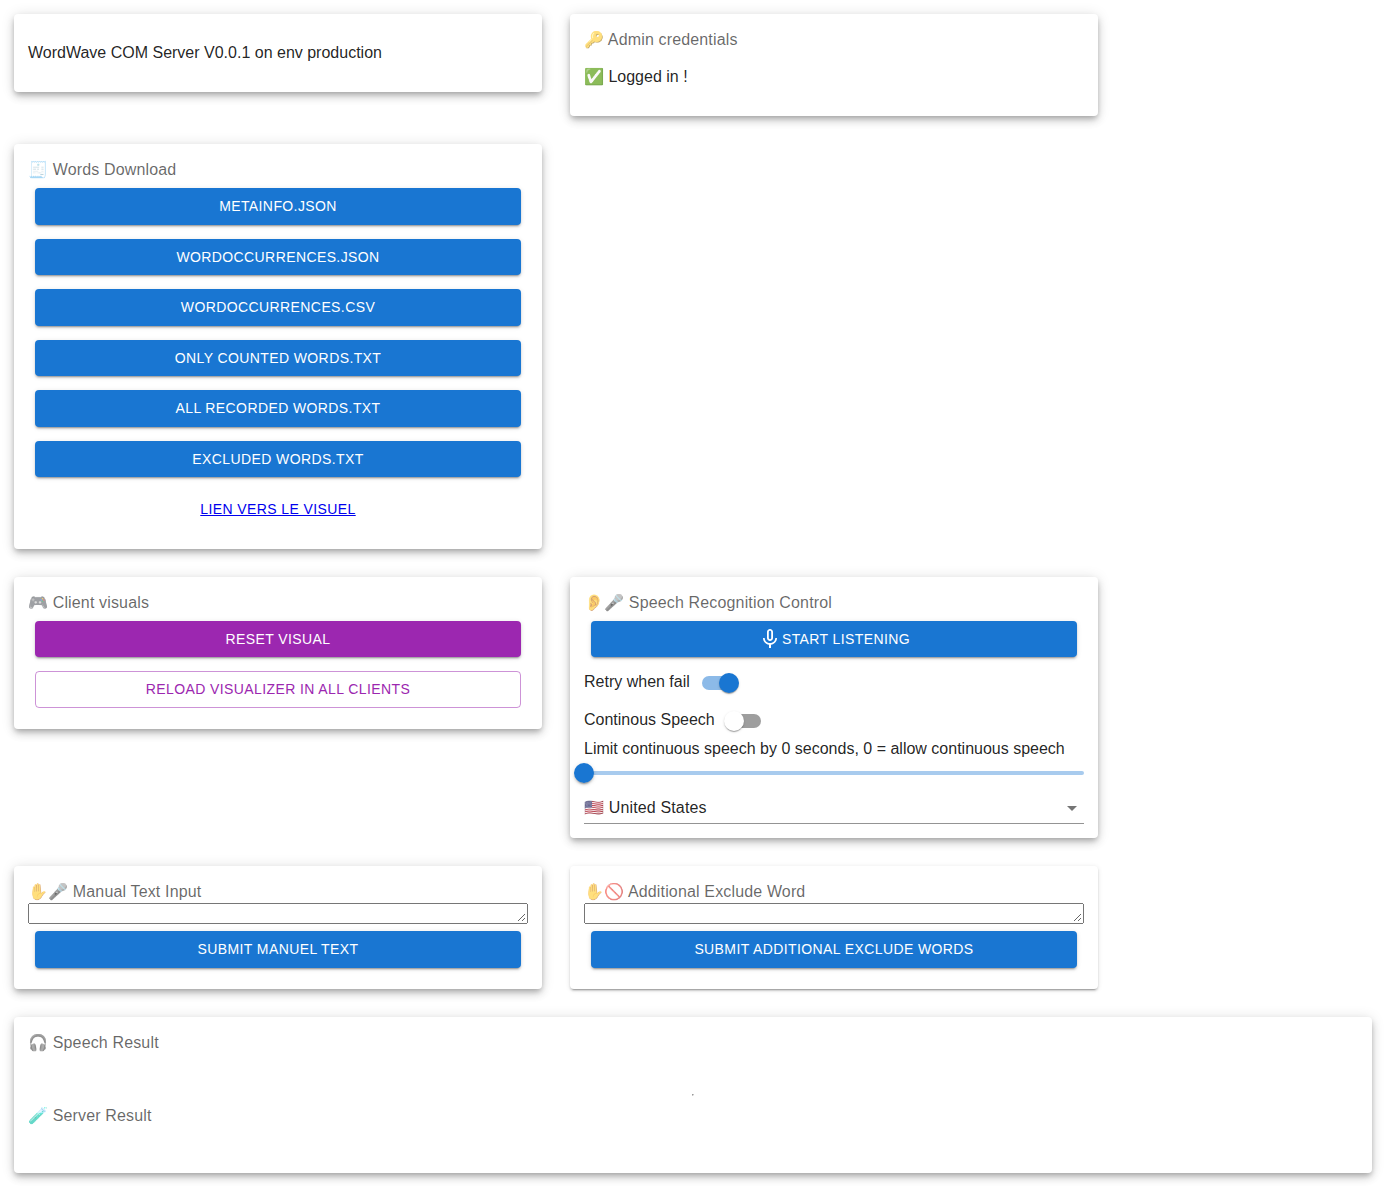 WordWave COM Server V0.0.1 on env production
🔑 Admin credentials
✅ Logged in !
🧾 Words Download
METAINFO.JSON
WORDOCCURRENCES.JSON
WORDOCCURRENCES.CSV
ONLY COUNTED WORDS.TXT
ALL RECORDED WORDS.TXT
EXCLUDED WORDS.TXT
LIEN VERS LE VISUEL
🎮 Client visuals
RESET VISUAL
RELOAD VISUALIZER IN ALL CLIENTS
👂🎤 Speech Recognition Control
START LISTENING
Retry when fail
Continous Speech
Limit continuous speech by 0 seconds, 0 = allow continuous speech
🇺🇸 United States
✋🎤 Manual Text Input
SUBMIT MANUEL TEXT
✋🚫 Additional Exclude Word
SUBMIT ADDITIONAL EXCLUDE WORDS
🎧 Speech Result
.
🧪 Server Result